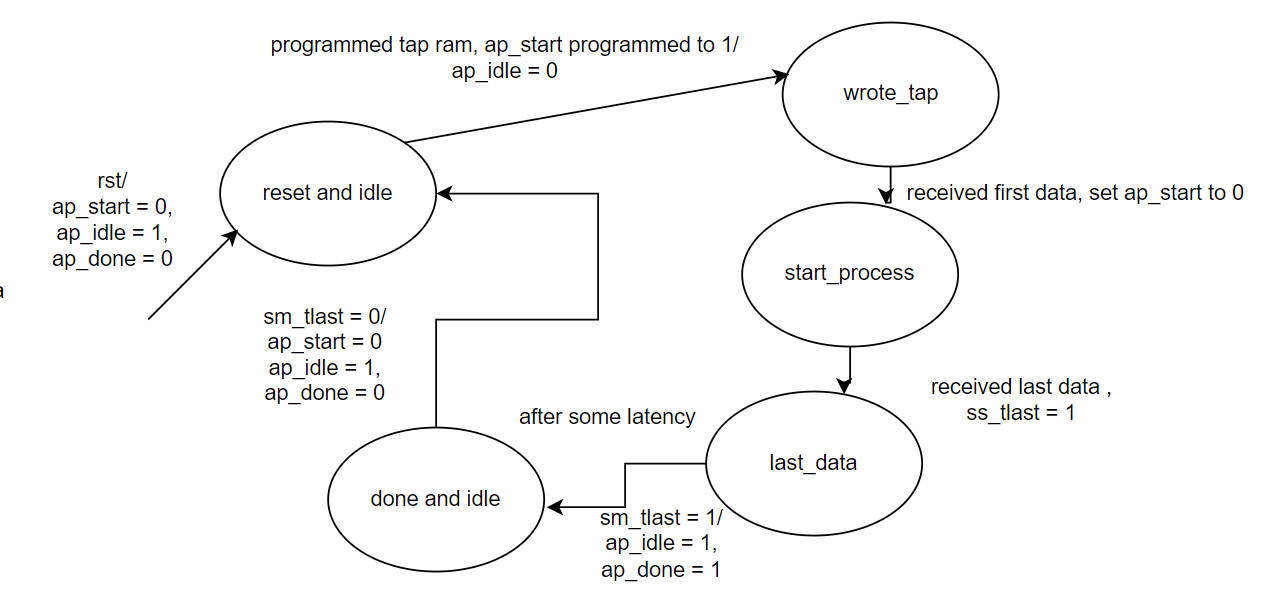 programmed tap ram, ap_start programmed to 1/
ap_idle = 0
wrote_tap
rst/
ap_start = 0,
ap_idle = 1,
ap_done = 0
reset and idle
received first data, set ap_start to 0
start_process
a
sm_tlast = 0/
ap_start = 0
ap_idle = 1,
ap_done = 0
received last data ,
ss_tlast = 1
after some latency
last_data
done and idle
sm_tlast = 1/
ap_idle = 1,
ap_done = 1